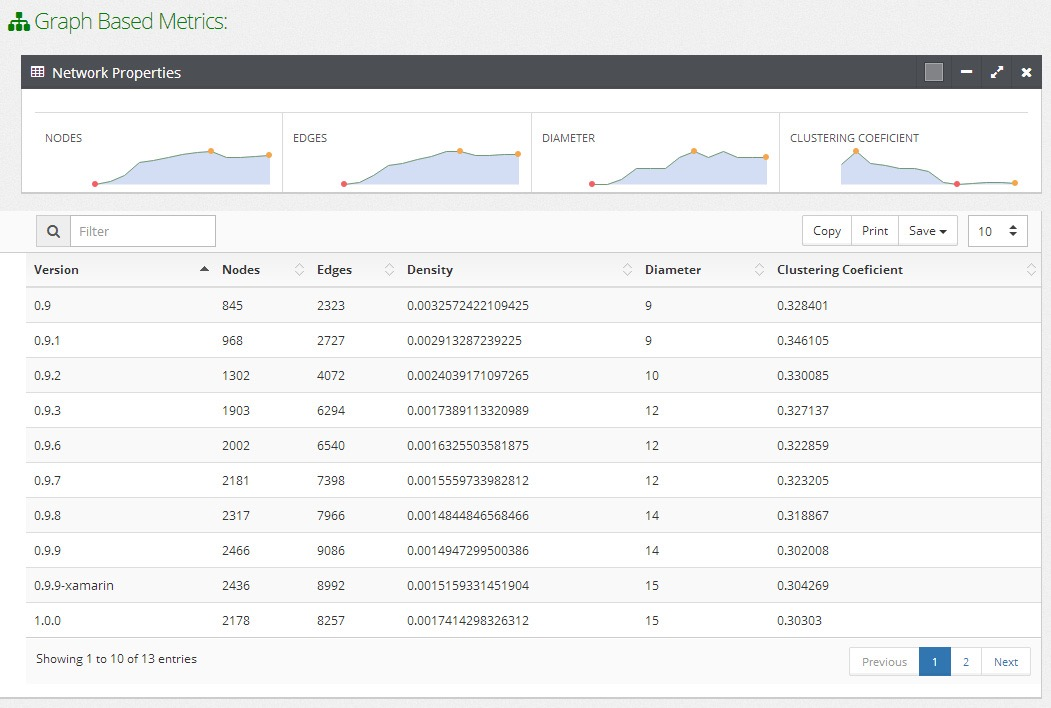 Graph Based Metrics:
Network Properties
NODES EDGES DIAMETER CLUSTERING COEFICIENT
Filter Copy Print Save 10
Version Nodes Edges Density Diameter Clustering Coeficient
0.9 845 2323 0.0032572422109425 9 0.328401
0.9.1 968 2727 0.002913287239225 9 0.346105
0.9.2 1302 4072 0.0024039171097265 10 0.330085
0.9.3 1903 6294 0.0017389113320989 12 0.327137
0.9.6 2002 6540 0.0016325503581875 12 0.322859
0.9.7 2181 7398 0.0015559733982812 12 0.323205
0.9.8 2317 7966 0.0014844846568466 14 0.318867
0.9.9 2466 9086 0.0014947299500386 14 0.302008
0.9.9-xamarin 2436 8992 0.0015159331451904 15 0.304269
1.0.0 2178 8257 0.0017414298326312 15 0.30303
Showing 1 to 10 of 13 entries Previous 1 2 Next